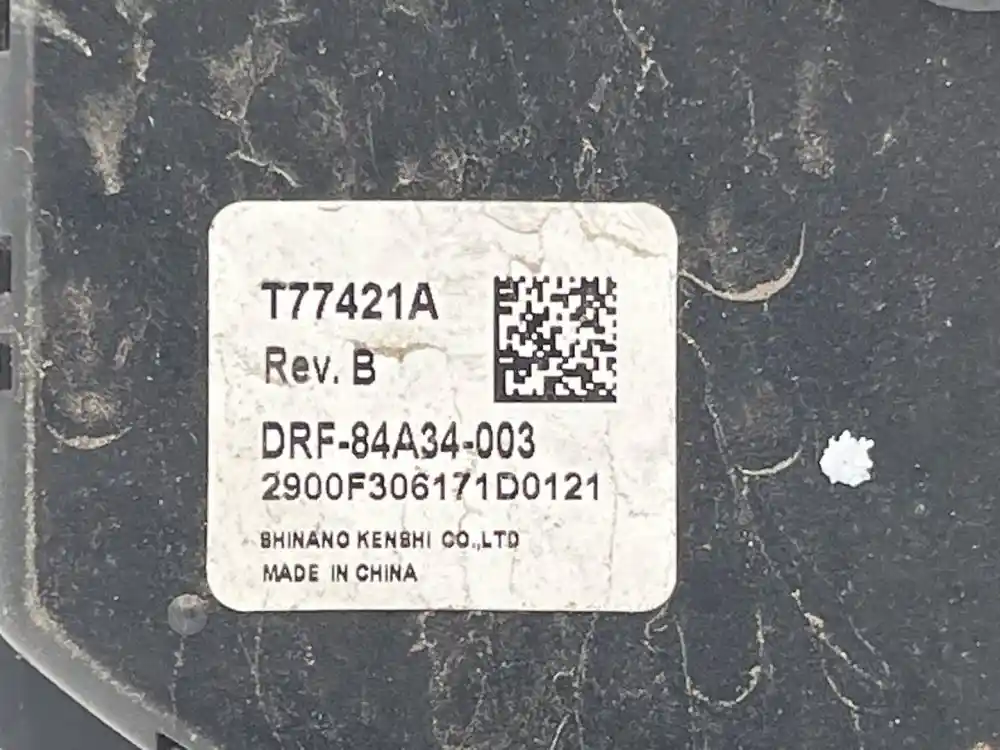 T77421A
Rev. B
DRF-84A34-003
2900F306171D0121
SHINANO KENSHI CO.,LTD
MADE IN CHINA